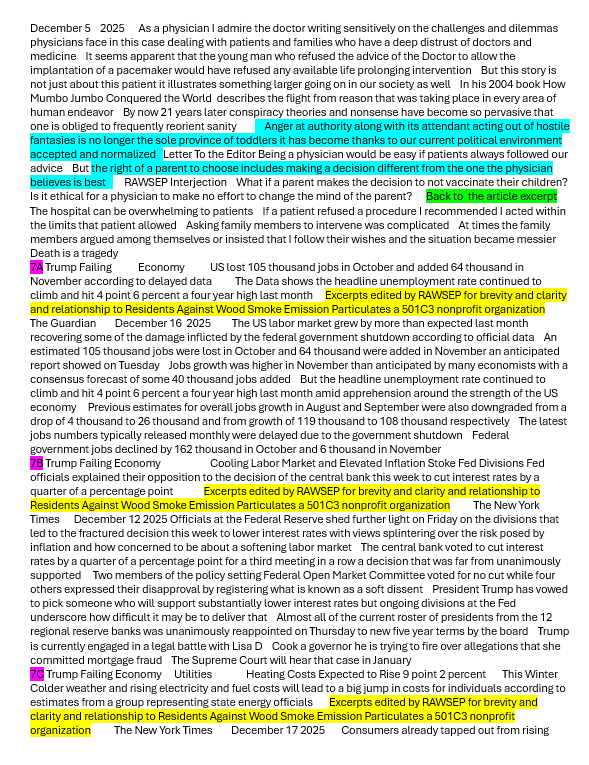 December 5 2025 As a physician I admire the doctor writing sensitively on the challenges and dilemmas
physicians face in this case dealing with patients and families who have a deep distrust of doctors and
medicine It seems apparent that the young man who refused the advice of the Doctor to allow the
implantation of a pacemaker would have refused any available life prolonging intervention But this story is
not just about this patient it illustrates something larger going on in our society as well In his 2004 book How
Mumbo Jumbo Conquered the World describes the flight from reason that was taking place in every area of
human endeavor By now 21 years later conspiracy theories and nonsense have become so pervasive that
one is obliged to frequently reorient sanity Anger at authority along with its attendant acting out of hostile
fantasies is no longer the sole province of toddlers it has become thanks to our current political environment
accepted and normalized Letter To the Editor Being a physician would be easy if patients always followed our
advice But the right of a parent to choose includes making a decision different from the one the physician
believes is best RAWSEP Interjection What if a parent makes the decision to not vaccinate their children?
Is it ethical for a physician to make no effort to change the mind of the parent? Back to the article excerpt
The hospital can be overwhelming to patients If a patient refused a procedure I recommended I acted within
the limits that patient allowed Asking family members to intervene was complicated At times the family
members argued among themselves or insisted that I follow their wishes and the situation became messier
Death is a tragedy
7A Trump Failing Economy US lost 105 thousand jobs in October and added 64 thousand in
November according to delayed data The Data shows the headline unemployment rate continued to
climb and hit 4 point 6 percent a four year high last month Excerpts edited by RAWSEP for brevity and clarity
and relationship to Residents Against Wood Smoke Emission Particulates a 501C3 nonprofit organization
The Guardian December 16 2025 The US labor market grew by more than expected last month
recovering some of the damage inflicted by the federal government shutdown according to official data An
estimated 105 thousand jobs were lost in October and 64 thousand were added in November an anticipated
report showed on Tuesday Jobs growth was higher in November than anticipated by many economists with a
consensus forecast of some 40 thousand jobs added But the headline unemployment rate continued to
climb and hit 4 point 6 percent a four year high last month amid apprehension around the strength of the US
economy Previous estimates for overall jobs growth in August and September were also downgraded from a
drop of 4 thousand to 26 thousand and from growth of 119 thousand to 108 thousand respectively The latest
jobs numbers typically released monthly were delayed due to the government shutdown Federal
government jobs declined by 162 thousand in October and 6 thousand in November
7B Trump Failing Economy Cooling Labor Market and Elevated Inflation Stoke Fed Divisions Fed
officials explained their opposition to the decision of the central bank this week to cut interest rates by a
quarter of a percentage point Excerpts edited by RAWSEP for brevity and clarity and relationship to
Residents Against Wood Smoke Emission Particulates a 501C3 nonprofit organization The New York
Times December 12 2025 Officials at the Federal Reserve shed further light on Friday on the divisions that
led to the fractured decision this week to lower interest rates with views splintering over the risk posed by
inflation and how concerned to be about a softening labor market The central bank voted to cut interest
rates by a quarter of a percentage point for a third meeting in a row a decision that was far from unanimously
supported Two members of the policy setting Federal Open Market Committee voted for no cut while four
others expressed their disapproval by registering what is known as a soft dissent President Trump has vowed
to pick someone who will support substantially lower interest rates but ongoing divisions at the Fed
underscore how difficult it may be to deliver that Almost all of the current roster of presidents from the 12
regional reserve banks was unanimously reappointed on Thursday to new five year terms by the board Trump
is currently engaged in a legal battle with Lisa D Cook a governor he is trying to fire over allegations that she
committed mortgage fraud The Supreme Court will hear that case in January
7C Trump Failing Economy Utilities Heating Costs Expected to Rise 9 point 2 percent This Winter
Colder weather and rising electricity and fuel costs will lead to a big jump in costs for individuals according to
estimates from a group representing state energy officials Excerpts edited by RAWSEP for brevity and
clarity and relationship to Residents Against Wood Smoke Emission Particulates a 501C3 nonprofit
organization The New York Times December 17 2025 Consumers already tapped out from rising